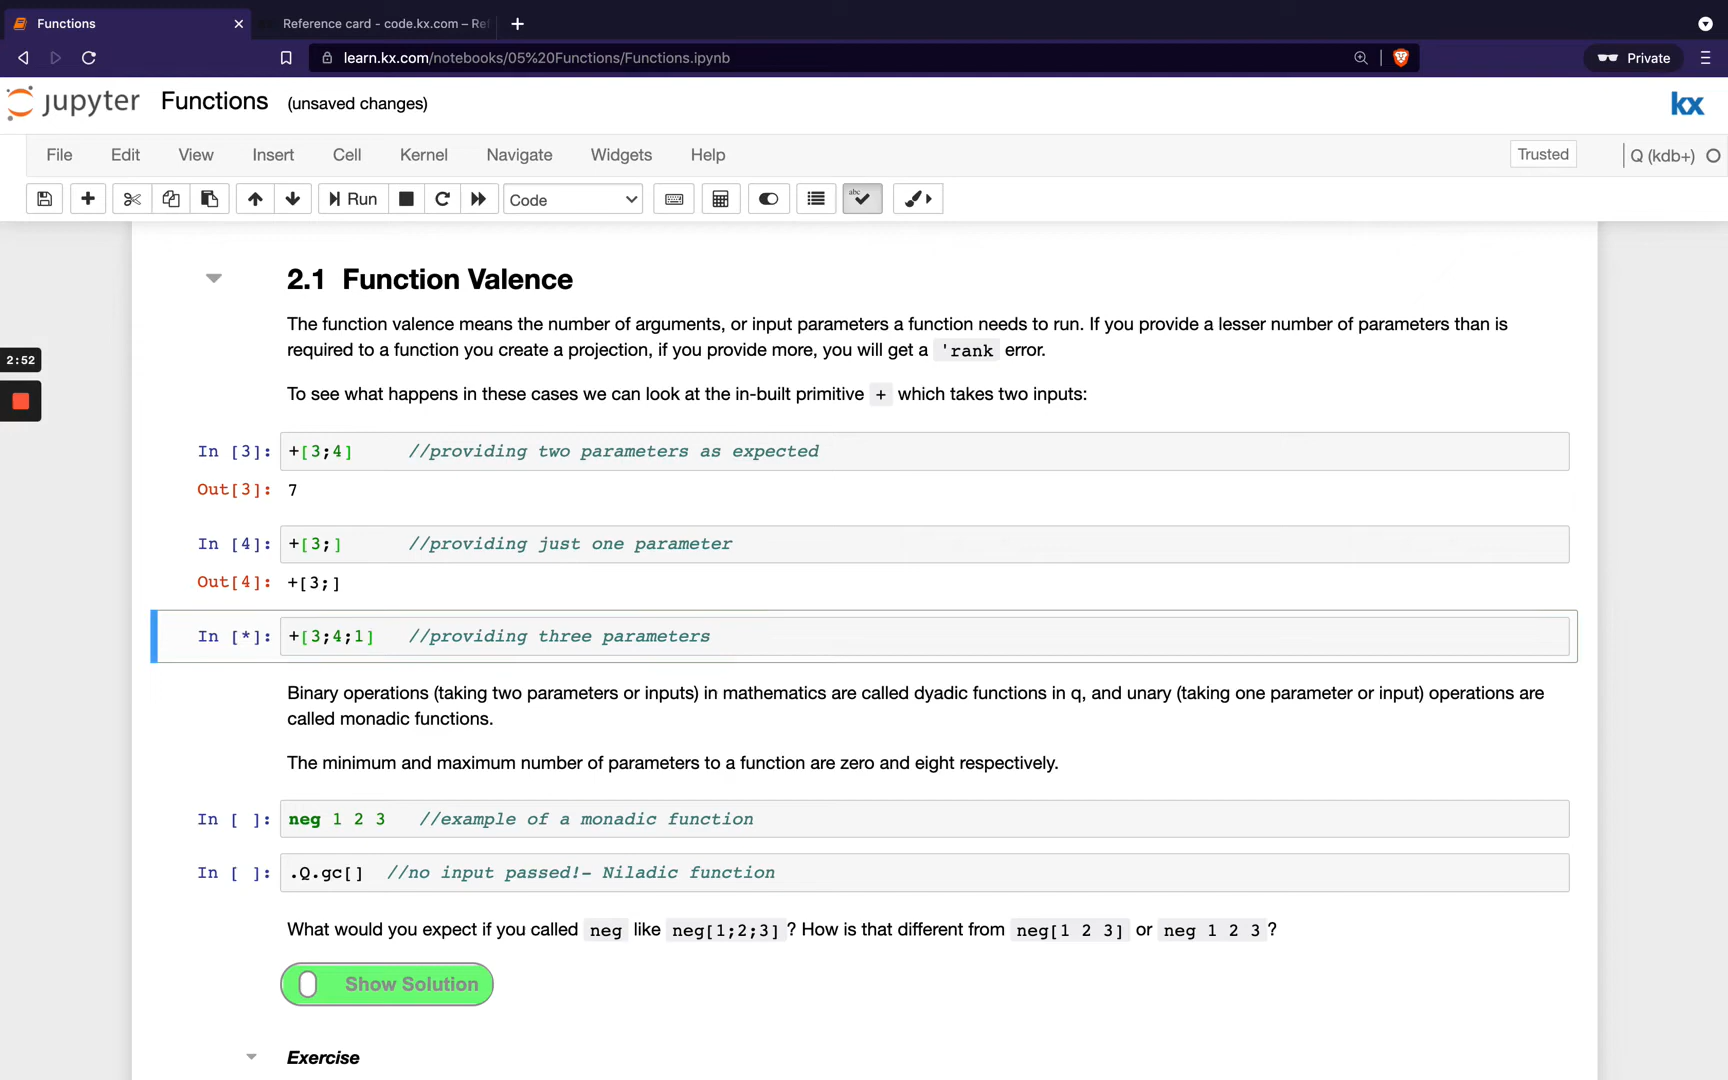 Functions
Reference card - code.kx.com – Re
learn.kx.com/notebooks/05%20Functions/Functions.ipynb
Private
jupyter Functions (unsaved changes)
kx
File Edit View Insert Cell Kernel Navigate Widgets Help
Trusted
Q (kdb+)
Run
Code
abc
2:52
2.1 Function Valence
The function valence means the number of arguments, or input parameters a function needs to run. If you provide a lesser number of parameters than is
required to a function you create a projection, if you provide more, you will get a 'rank error.
To see what happens in these cases we can look at the in-built primitive + which takes two inputs:
In [3]: +[3;4] //providing two parameters as expected
Out[3]: 7
In [4]: +[3;] //providing just one parameter
Out[4]: +[3;]
In [*]: +[3;4;1] //providing three parameters
Binary operations (taking two parameters or inputs) in mathematics are called dyadic functions in q, and unary (taking one parameter or input) operations are
called monadic functions.
The minimum and maximum number of parameters to a function are zero and eight respectively.
In [ ]: neg 1 2 3 //example of a monadic function
In [ ]: .Q.gc[] //no input passed!- Niladic function
What would you expect if you called neg like neg[1;2;3]? How is that different from neg[1 2 3] or neg 1 2 3?
Show Solution
Exercise